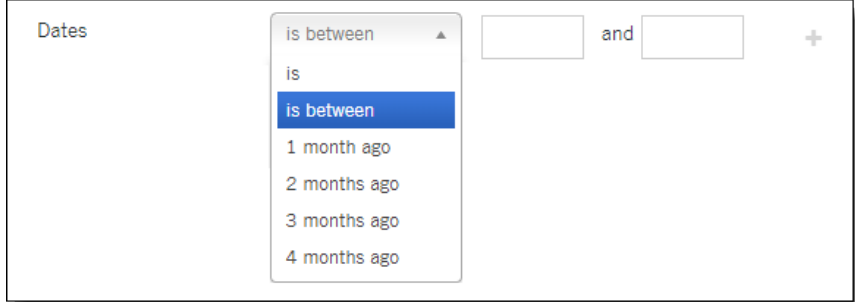 Dates is between and
is
is between
1 month ago
2 months ago
3 months ago
4 months ago